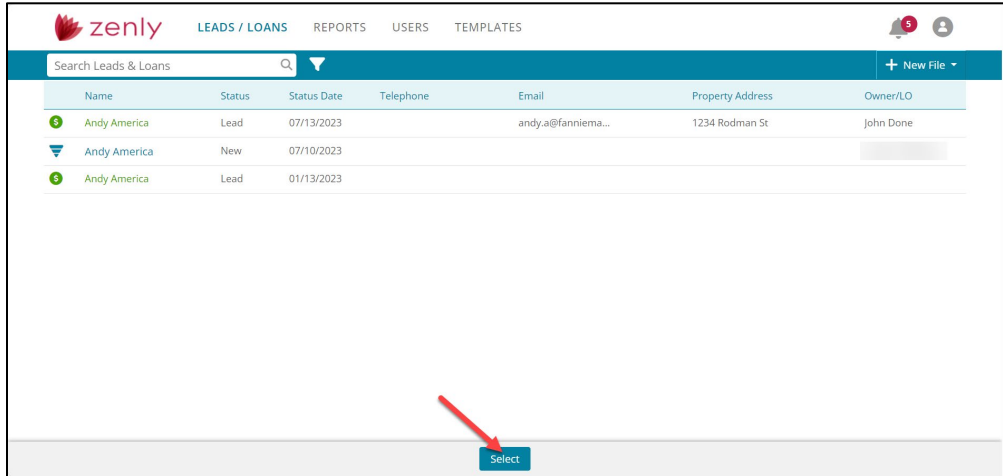 zenly LEADS / LOANS REPORTS USERS TEMPLATES 5
Search Leads & Loans + New File
Name Status Status Date Telephone Email Property Address Owner/LO
$ Andy America Lead 07/13/2023 andy.a@fanniema... 1234 Rodman St John Done
Andy America New 07/10/2023
$ Andy America Lead 01/13/2023
Select